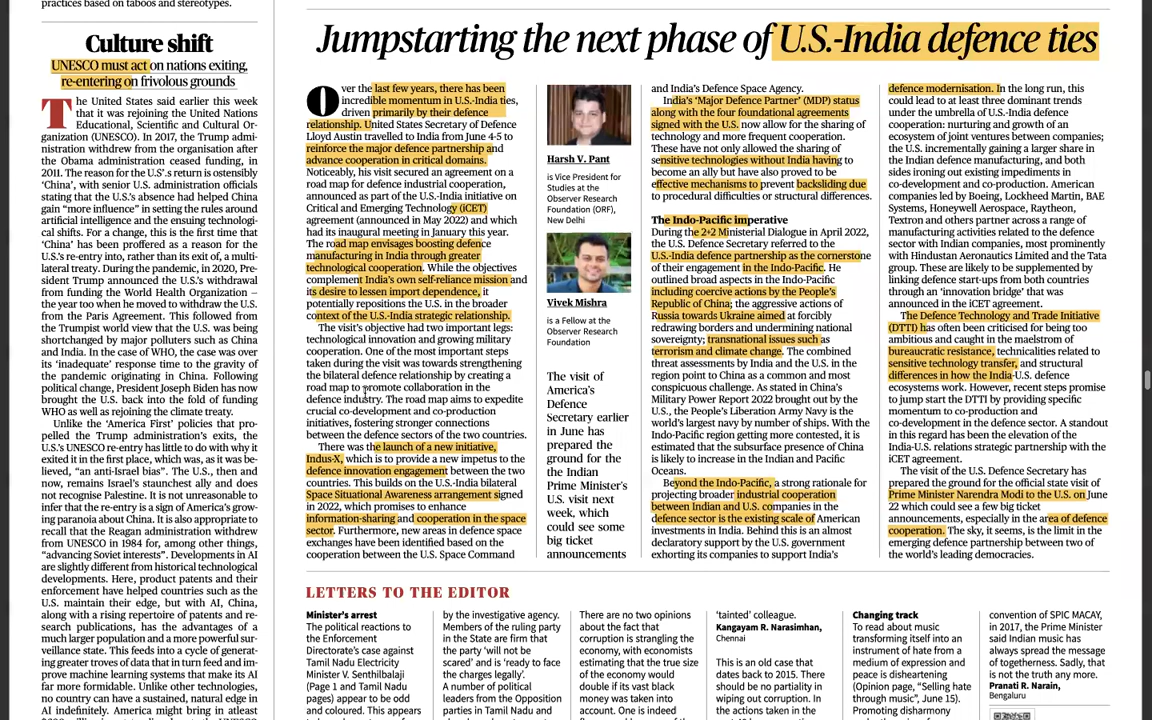 practices based on taboos and stereotypes.
Culture shift
UNESCO must act on nations exiting,
re-entering on frivolous grounds
The United States said earlier this week
that it was rejoining the United Nations
Educational, Scientific and Cultural Or-
ganization (UNESCO). In 2017, the Trump admi-
nistration withdrew from the organisation after
the Obama administration ceased funding, in
2011. The reason for the U.S.'s return is ostensibly
'China', with senior U.S. administration officials
stating that the U.S.'s absence had helped China
gain "more influence" in setting the rules around
artificial intelligence and the ensuing technologi-
cal shifts. For a change, this is the first time that
'China' has been proffered as a reason for the
U.S.'s re-entry into, rather than its exit of, a multi-
lateral treaty. During the pandemic, in 2020, Pre-
sident Trump announced the U.S.'s withdrawal
from funding the World Health Organization –
the year too when he moved to withdraw the U.S.
from the Paris Agreement. This followed from
the Trumpist world view that the U.S. was being
shortchanged by major polluters such as China
and India. In the case of WHO, the case was over
its 'inadequate' response time to the gravity of
the pandemic originating in China. Following
political change, President Joseph Biden has now
brought the U.S. back into the fold of funding
WHO as well as rejoining the climate treaty.
Unlike the 'America First' policies that pro-
pelled the Trump administration's exits, the
U.S.'s UNESCO re-entry has little to do with why it
exited it in the first place, which was, as it was be-
lieved, "an anti-Israel bias". The U.S., then and
now, remains Israel's staunchest ally and does
not recognise Palestine. It is not unreasonable to
infer that the re-entry is a sign of America's grow-
ing paranoia about China. It is also appropriate to
recall that the Reagan administration withdrew
from UNESCO in 1984 for, among other things,
"advancing Soviet interests". Developments in AI
are slightly different from historical technological
developments. Here, product patents and their
enforcement have helped countries such as the
U.S. maintain their edge, but with AI, China,
along with a rising repertoire of patents and re-
search publications, has the advantages of a
much larger population and a more powerful sur-
veillance state. This feeds into a cycle of generat-
ing greater troves of data that in turn feed and im-
prove machine learning systems that make its AI
far more formidable. Unlike other technologies,
no country can have a sustained, natural edge in
AI indefinitely. America might bring in atleast
Jumpstarting the next phase of U.S.-India defence ties
Over the last few years, there has been
incredible momentum in U.S.-India ties,
driven primarily by their defence
relationship. United States Secretary of Defence
Lloyd Austin travelled to India from June 4-5 to
reinforce the major defence partnership and
advance cooperation in critical domains.
Noticeably, his visit secured an agreement on a
road map for defence industrial cooperation,
announced as part of the U.S.-India initiative on
Critical and Emerging Technology (iCET)
agreement (announced in May 2022) and which
had its inaugural meeting in January this year.
The road map envisages boosting defence
manufacturing in India through greater
technological cooperation. While the objectives
complement India's own self-reliance mission and
its desire to lessen import dependence, it
potentially repositions the U.S. in the broader
context of the U.S.-India strategic relationship.
The visit's objective had two important legs:
technological innovation and growing military
cooperation. One of the most important steps
taken during the visit was towards strengthening
the bilateral defence relationship by creating a
road map to promote collaboration in the
defence industry. The road map aims to expedite
crucial co-development and co-production
initiatives, fostering stronger connections
between the defence sectors of the two countries.
There was the launch of a new initiative,
Indus-X, which is to provide a new impetus to the
defence innovation engagement between the two
countries. This builds on the U.S.-India bilateral
Space Situational Awareness arrangement signed
in 2022, which promises to enhance
information-sharing and cooperation in the space
sector. Furthermore, new areas in defence space
exchanges have been identified based on the
cooperation between the U.S. Space Command
Harsh V. Pant
is Vice President for
Studies at the
Observer Research
Foundation (ORF),
New Delhi
Vivek Mishra
is a Fellow at the
Observer Research
Foundation
The visit of
America's
Defence
Secretary earlier
in June has
prepared the
ground for the
the Indian
Prime Minister's
U.S. visit next
week, which
could see some
big ticket
announcements
and India's Defence Space Agency.
India's 'Major Defence Partner' (MDP) status
along with the four foundational agreements
signed with the U.S. now allow for the sharing of
technology and more frequent cooperation.
These have not only allowed the sharing of
sensitive technologies without India having to
become an ally but have also proved to be
effective mechanisms to prevent backsliding due
to procedural difficulties or structural differences.
The Indo-Pacific imperative
During the 2+2 Ministerial Dialogue in April 2022,
the U.S. Defence Secretary referred to the
U.S.-India defence partnership as the cornerstone
of their engagement in the Indo-Pacific. He
outlined broad aspects in the Indo-Pacific
including coercive actions by the People's
Republic of China; the aggressive actions of
Russia towards Ukraine aimed at forcibly
redrawing borders and undermining national
sovereignty; transnational issues such as
terrorism and climate change. The combined
threat assessments by India and the U.S. in the
region point to China as a common and most
conspicuous challenge. As stated in China's
Military Power Report 2022 brought out by the
U.S., the People's Liberation Army Navy is the
world's largest navy by number of ships. With the
Indo-Pacific region getting more contested, it is
estimated that the subsurface presence of China
is likely to increase in the Indian and Pacific
Oceans.
Beyond the Indo-Pacific, a strong rationale for
projecting broader industrial cooperation
between Indian and U.S. companies in the
defence sector is the existing scale of American
investments in India. Behind this is an almost
declaratory support by the U.S. government
exhorting its companies to support India's
defence modernisation. In the long run, this
could lead to at least three dominant trends
under the umbrella of U.S.-India defence
cooperation: nurturing and growth of an
ecosystem of joint ventures between companies;
the U.S. incrementally gaining a larger share in
the Indian defence manufacturing, and both
sides ironing out existing impediments in
co-development and co-production. American
companies led by Boeing, Lockheed Martin, BAE
Systems, Honeywell Aerospace, Raytheon,
Textron and others partner across a range of
manufacturing activities related to the defence
sector with Indian companies, most prominently
with Hindustan Aeronautics Limited and the Tata
group. These are likely to be supplemented by
linking defence start-ups from both countries
through an 'innovation bridge' that was
announced in the iCET agreement.
The Defence Technology and Trade Initiative
(DTTI) has often been criticised for being too
ambitious and caught in the maelstrom of
bureaucratic resistance, technicalities related to
sensitive technology transfer, and structural
differences in how the India-U.S. defence
ecosystems work. However, recent steps promise
to jump start the DTTI by providing specific
momentum to co-production and
co-development in the defence sector. A standout
in this regard has been the elevation of the
India-U.S. relations strategic partnership with the
iCET agreement.
The visit of the U.S. Defence Secretary has
prepared the ground for the official state visit of
Prime Minister Narendra Modi to the U.S. on June
22 which could see a few big ticket
announcements, especially in the area of defence
cooperation. The sky, it seems, is the limit in the
emerging defence partnership between two of
the world's leading democracies.
LETTERS TO THE EDITOR
Minister's arrest
The political reactions to
the Enforcement
Directorate's case against
Tamil Nadu Electricity
Minister V. Senthilbalaji
(Page 1 and Tamil Nadu
pages) appear to be odd
and coloured. This appears
by the investigative agency.
Members of the ruling party
in the State are firm that
the party 'will not be
scared' and is 'ready to face
the charges legally'.
A number of political
leaders from the Opposition
parties in Tamil Nadu and
There are no two opinions
about the fact that
corruption is strangling the
economy, with economists
estimating that the true size
of the economy would
double if its vast black
money was taken into
account. One is indeed
'tainted' colleague.
Kangayam R. Narasimhan,
Chennai
This is an old case that
dates back to 2015. There
should be no partiality in
wiping out corruption. In
the actions taken in the
Changing track
To read about music
transforming itself into an
instrument of hate from a
medium of expression and
peace is disheartening
(Opinion page, "Selling hate
through music", June 15).
Promoting disharmony
convention of SPIC MACAY,
in 2017, the Prime Minister
said Indian music has
always spread the message
of togetherness. Sadly, that
is not the truth any more.
Pranati R. Narain,
Bengaluru